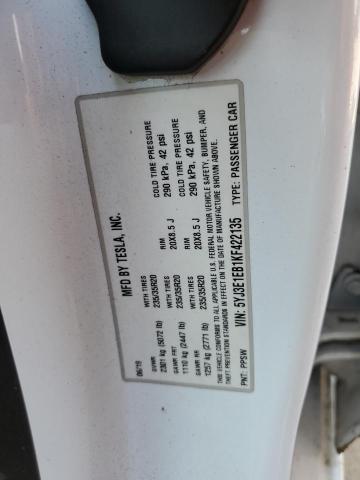 MFD BY TESLA, INC.
06/19
GVWR
2301 kg (5072 lb)
GAWR FRT WITH TIRES RIM COLD TIRE PRESSURE
1110 kg (2447 lb) 235/35R20 20X8.5 J 290 kPa, 42 psi
GAWR RR WITH TIRES RIM COLD TIRE PRESSURE
1257 kg (2771 lb) 235/35R20 20X8.5 J 290 kPa, 42 psi
THIS VEHICLE CONFORMS TO ALL APPLICABLE U.S. FEDERAL MOTOR VEHICLE SAFETY, BUMPER, AND
THEFT PREVENTION STANDARDS IN EFFECT ON THE DATE OF MANUFACTURE SHOWN ABOVE.
VIN: 5YJ3E1EB1KF422135 TYPE: PASSENGER CAR
PNT: PPSW